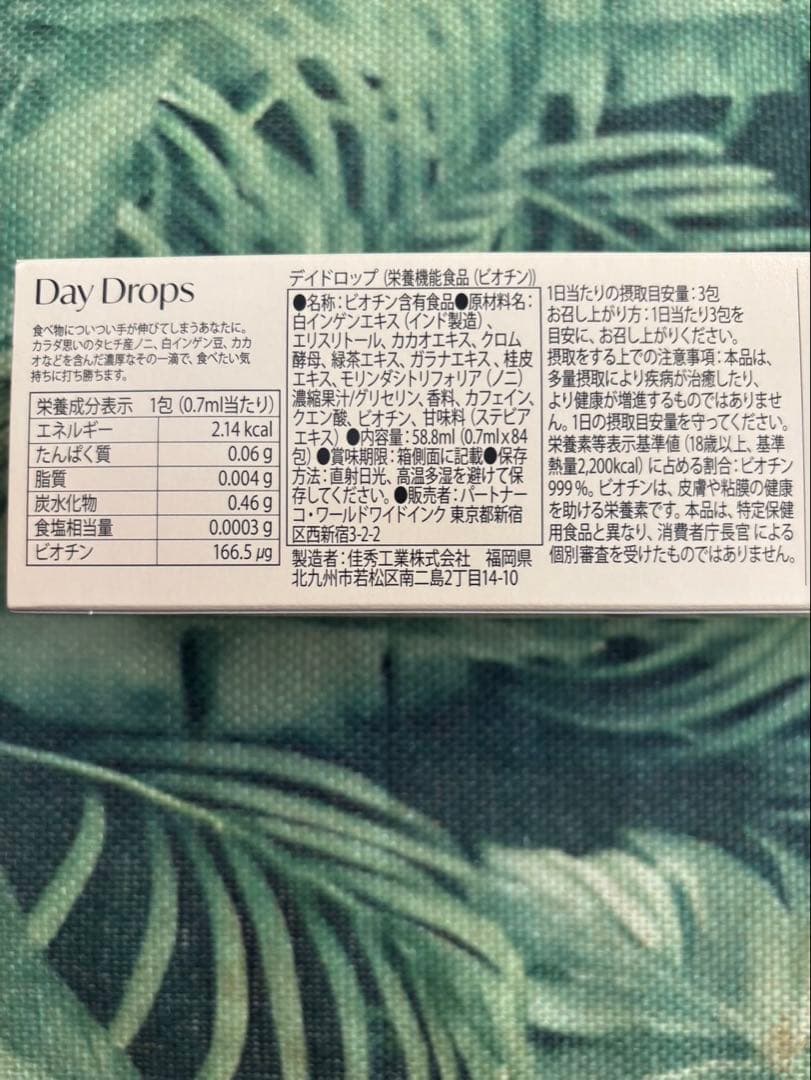 Day Drops
食べ物についつい手が伸びてしまうあなたに。
カラダ思いのタヒチ産ノニ、白インゲン豆、カカ
オなどを含んだ濃厚なその一滴で、食べたい気
持ちに打ち勝ちます。
栄養成分表示 1包 (0.7ml当たり)
エネルギー 2.14 kcal
たんぱく質 0.06 g
脂質 0.004 g
炭水化物 0.46 g
食塩相当量 0.0003 g
ビオチン 166.5 μg
デイドロップ (栄養機能食品 (ビオチン))
●名称：ビオチン含有食品●原材料名：
白インゲンエキス (インド製造)、
エリスリトール、カカオエキス、クロム
酵母、緑茶エキス、ガラナエキス、桂皮
エキス、モリンダシトリフォリア (ノニ)
濃縮果汁/グリセリン、香料、カフェイン、
クエン酸、ビオチン、甘味料 (ステビア
エキス) ●内容量：58.8ml (0.7ml x 84
包) ●賞味期限：箱側面に記載●保存
方法：直射日光、高温多湿を避けて保
存してください。●販売者：パートナー
コ・ワールドワイドインク 東京都新宿
区西新宿3-2-2
製造者：佳秀工業株式会社 福岡県
北九州市若松区南二島2丁目14-10
1日当たりの摂取目安量：3包
お召し上がり方：1日当たり3包を
目安に、お召し上がりください。
摂取をする上での注意事項：本品は、
多量摂取により疾病が治癒したり、
より健康が増進するものではありませ
ん。1日の摂取目安量を守ってください。
栄養素等表示基準値 (18歳以上、基準
熱量2,200kcal) に占める割合：ビオチン
999％。ビオチンは、皮膚や粘膜の健康
を助ける栄養素です。本品は、特定保健
用食品と異なり、消費者庁長官 による
個別審査を受けたものではありません。